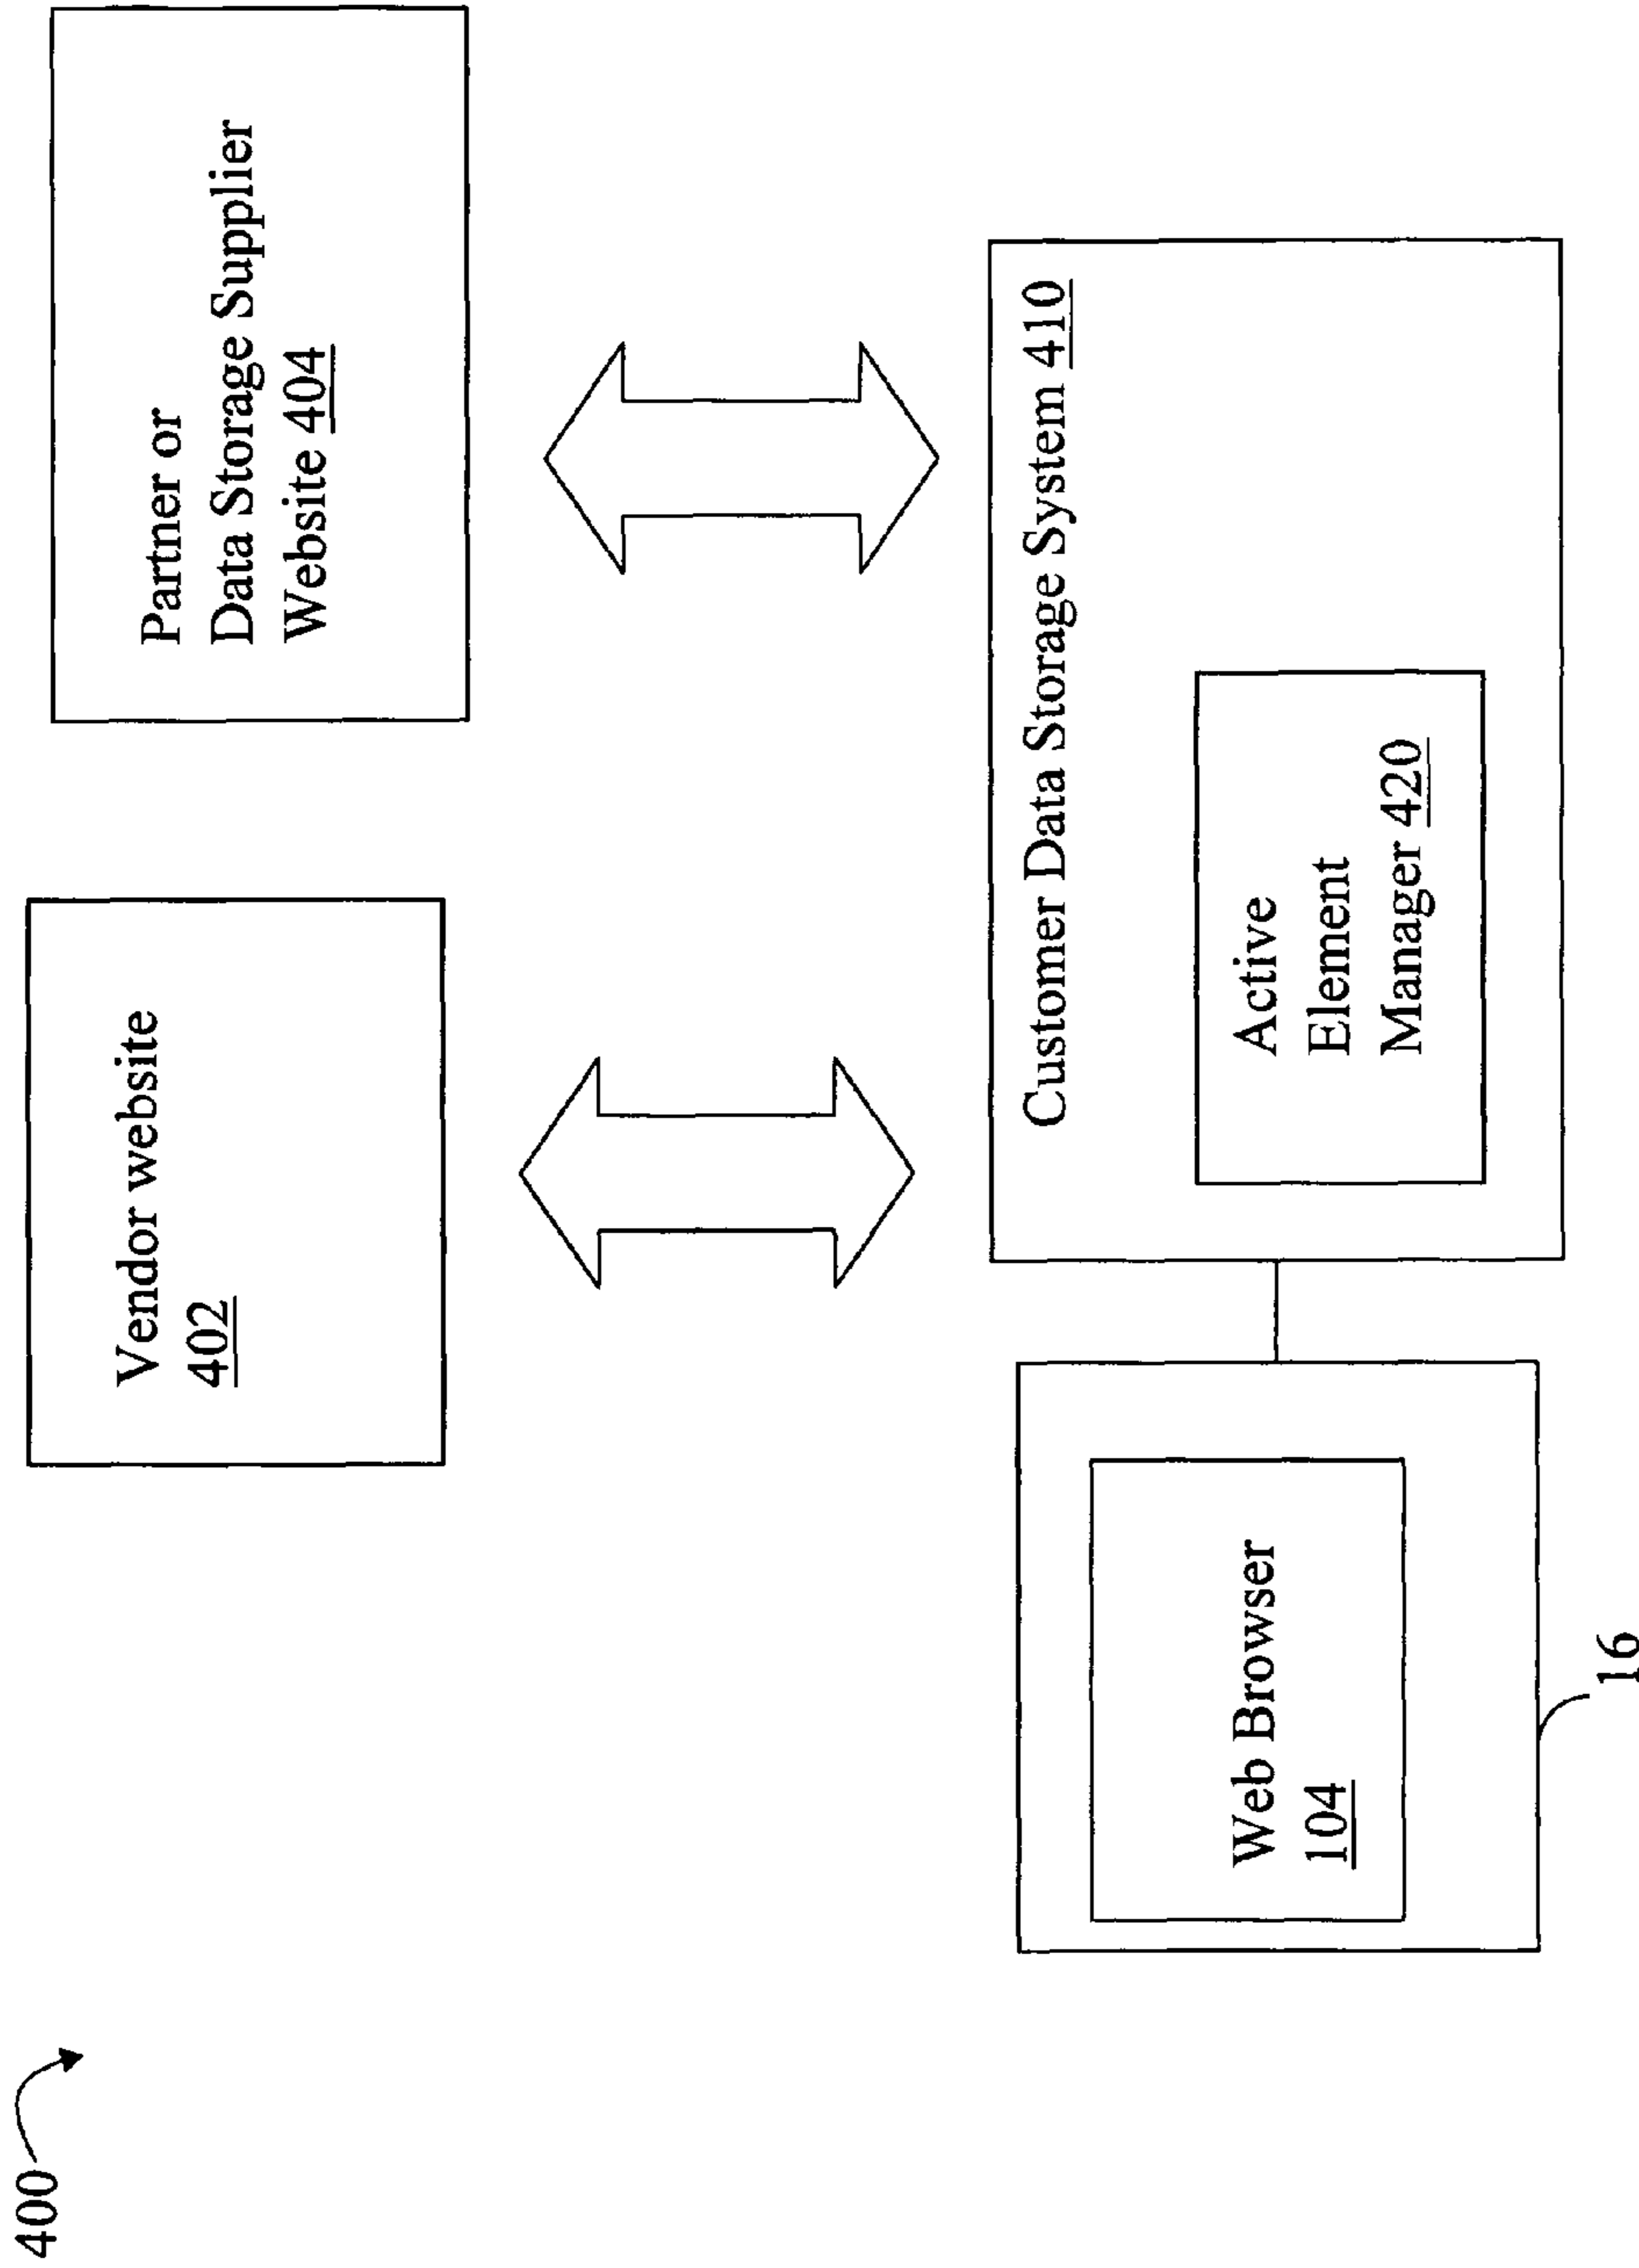 400
Vendor website
402
Partner or
Data Storage Supplier
Website 404
Customer Data Storage System 410
Active
Element
Manager 420
Web Browser
104
16